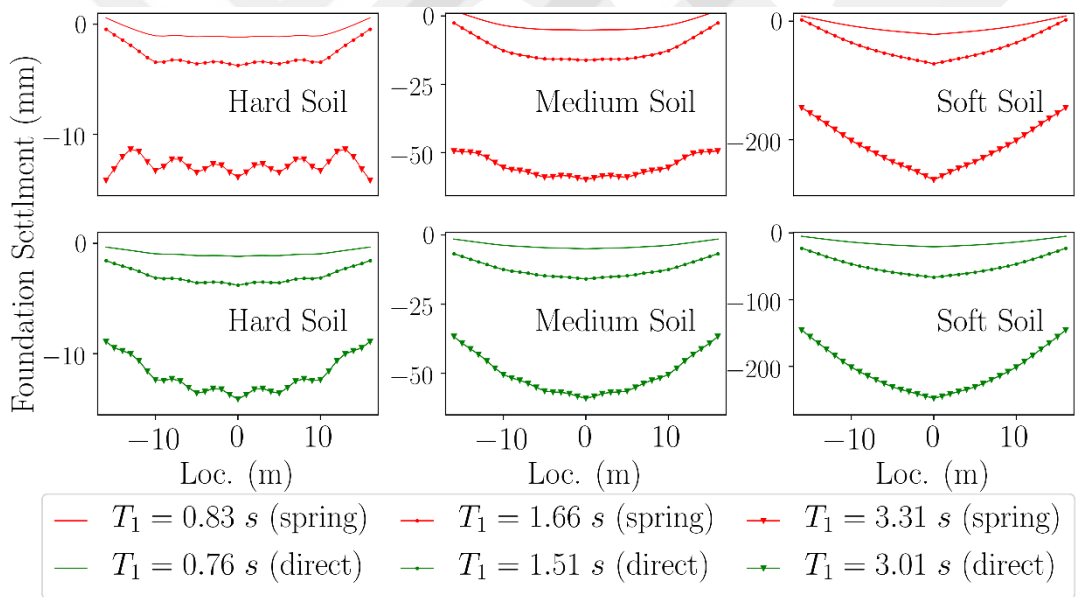 Foundation Scttlment (mm)
0
−10
Hard Soil
0
−25
−50
Medium Soil
0
−200
Soft Soil
0
−10
Hard Soil
0
−25
−50
Medium Soil
0
−100
−200
Soft Soil
−10 0 10
−10 0 10
−10 0 10
Loc. (m) Loc. (m) Loc. (m)
T₁ = 0.83 s (spring) T₁ = 1.66 s (spring) T₁ = 3.31 s (spring)
T₁ = 0.76 s (direct) T₁ = 1.51 s (direct) T₁ = 3.01 s (direct)